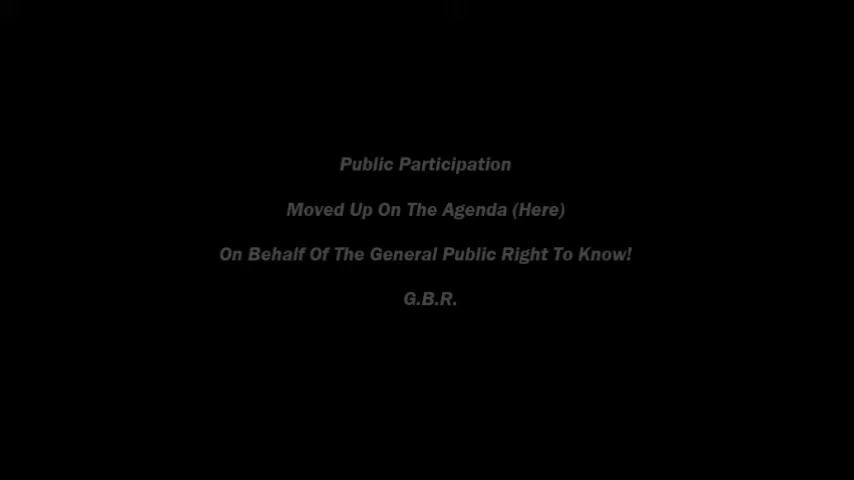 Public Participation
Moved Up On The Agenda (Here)
On Behalf Of The General Public Right To Know!
G.B.R.